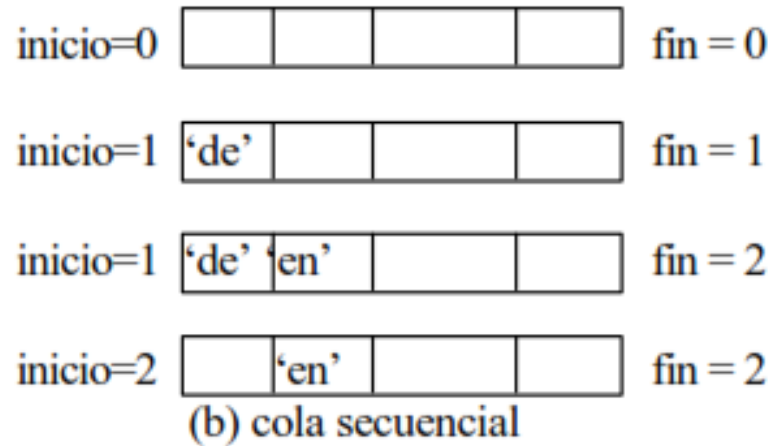 inicio=0 fin = 0
inicio=1 ‘de’ fin = 1
inicio=1 ‘de’ ‘en’ fin = 2
inicio=2 ‘en’ fin = 2
(b) cola secuencial